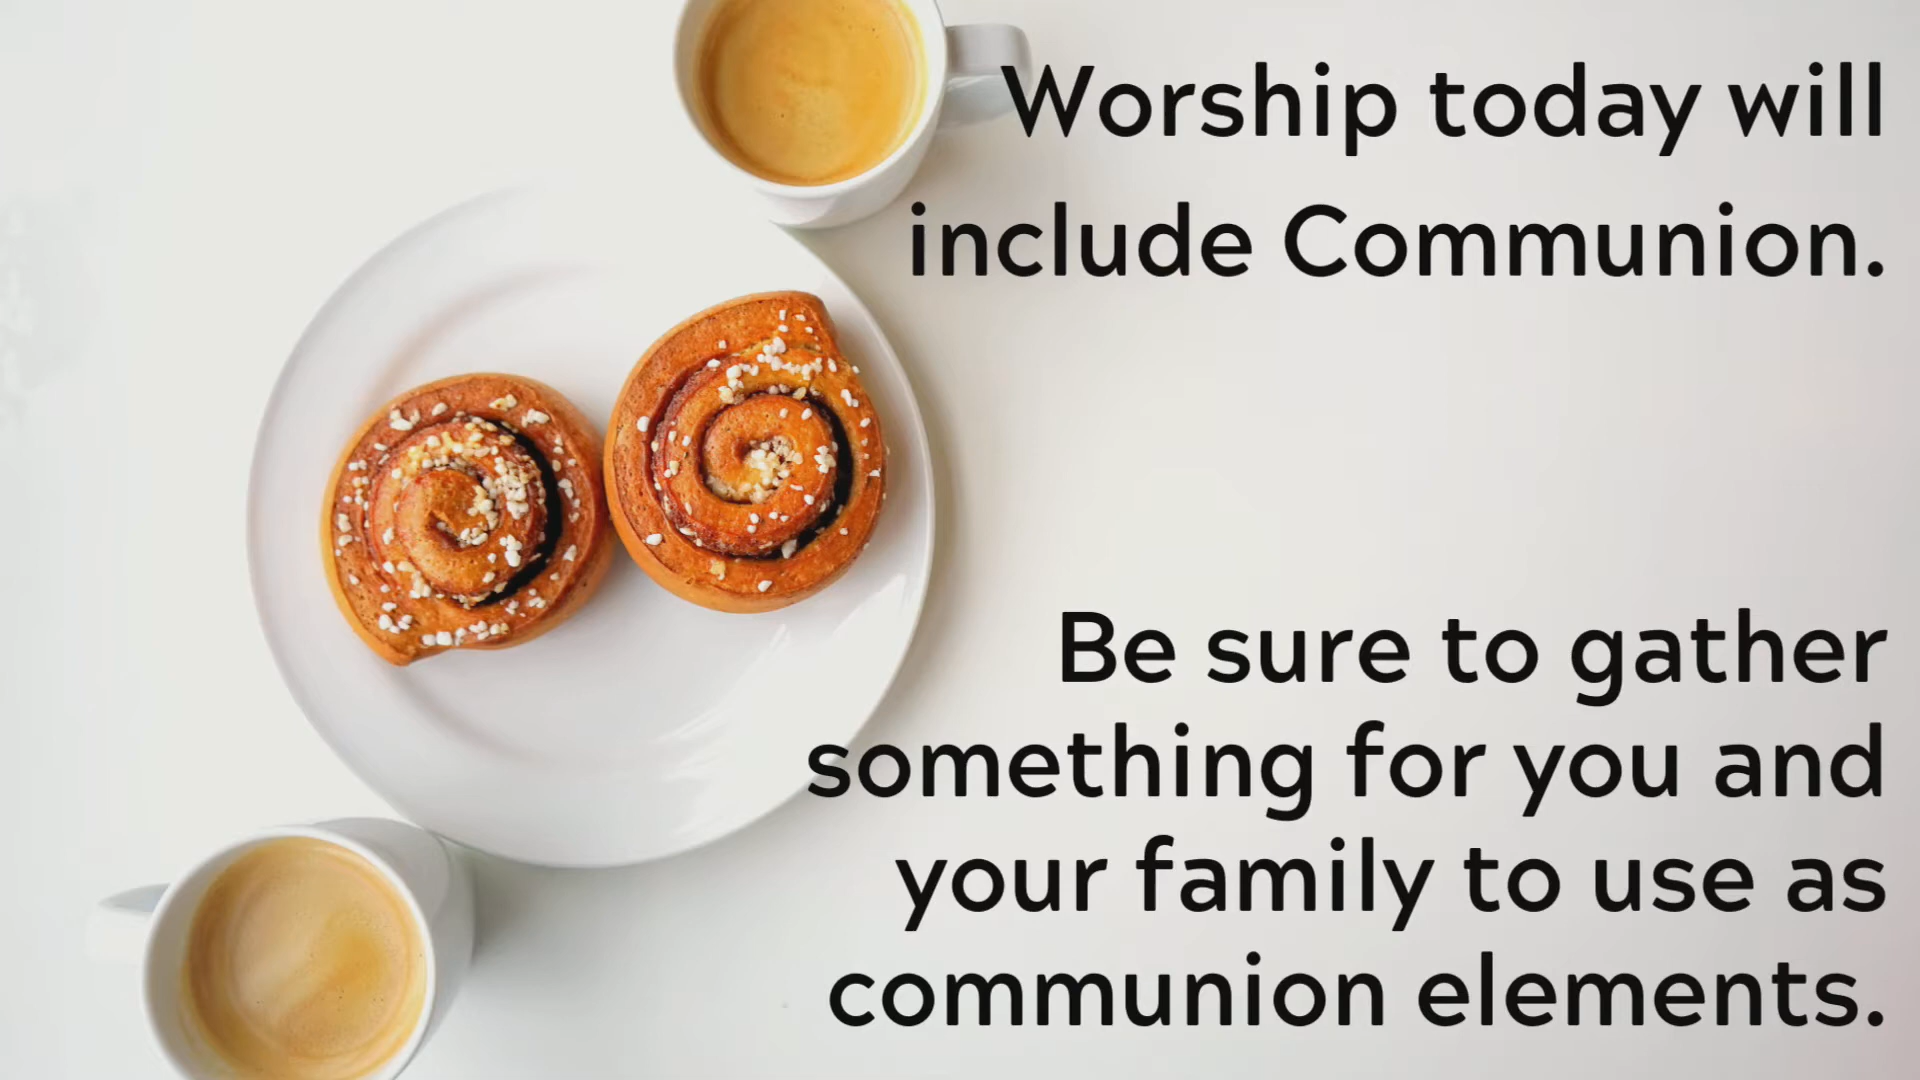 Worship today will
include Communion.
Be sure to gather
something for you and
your family to use as
communion elements.